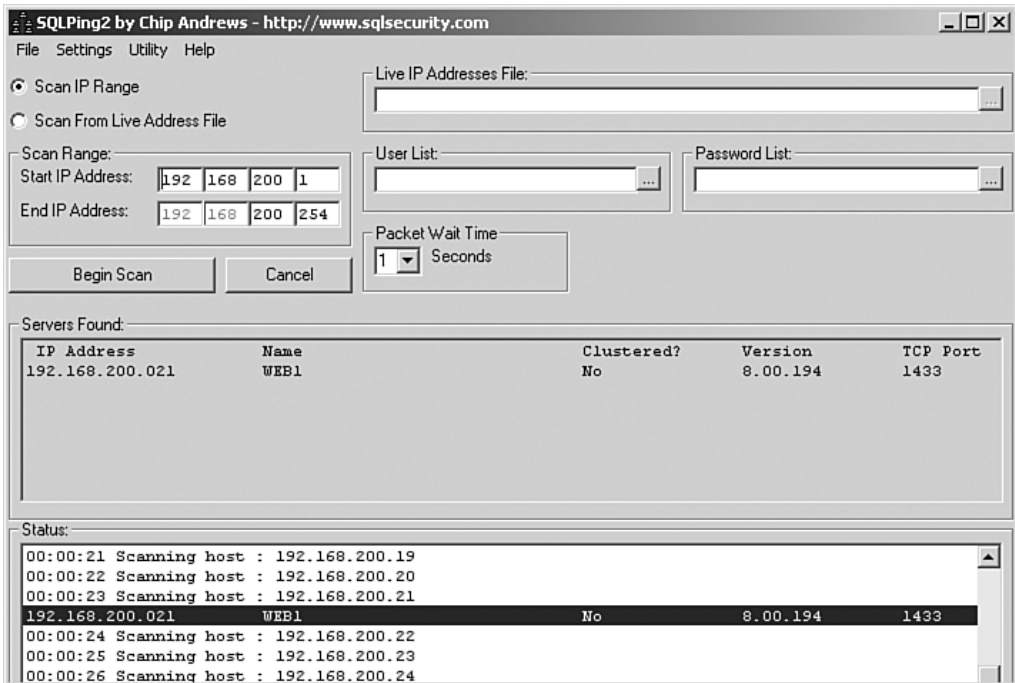 SQLPing2 by Chip Andrews - http://www.sqlsecurity.com
File Settings Utility Help
Scan IP Range
Scan From Live Address File
Live IP Addresses File:
...
Scan Range:
Start IP Address: 192 168 200 1
End IP Address: 192 168 200 254
User List:
...
Password List:
...
Packet Wait Time
1 Seconds
Begin Scan Cancel
Servers Found:
IP Address Name Clustered? Version TCP Port
192.168.200.021 WEB1 No 8.00.194 1433
Status:
00:00:21 Scanning host : 192.168.200.19
00:00:22 Scanning host : 192.168.200.20
00:00:23 Scanning host : 192.168.200.21
192.168.200.021 WEB1 No 8.00.194 1433
00:00:24 Scanning host : 192.168.200.22
00:00:25 Scanning host : 192.168.200.23
00:00:26 Scanning host : 192.168.200.24